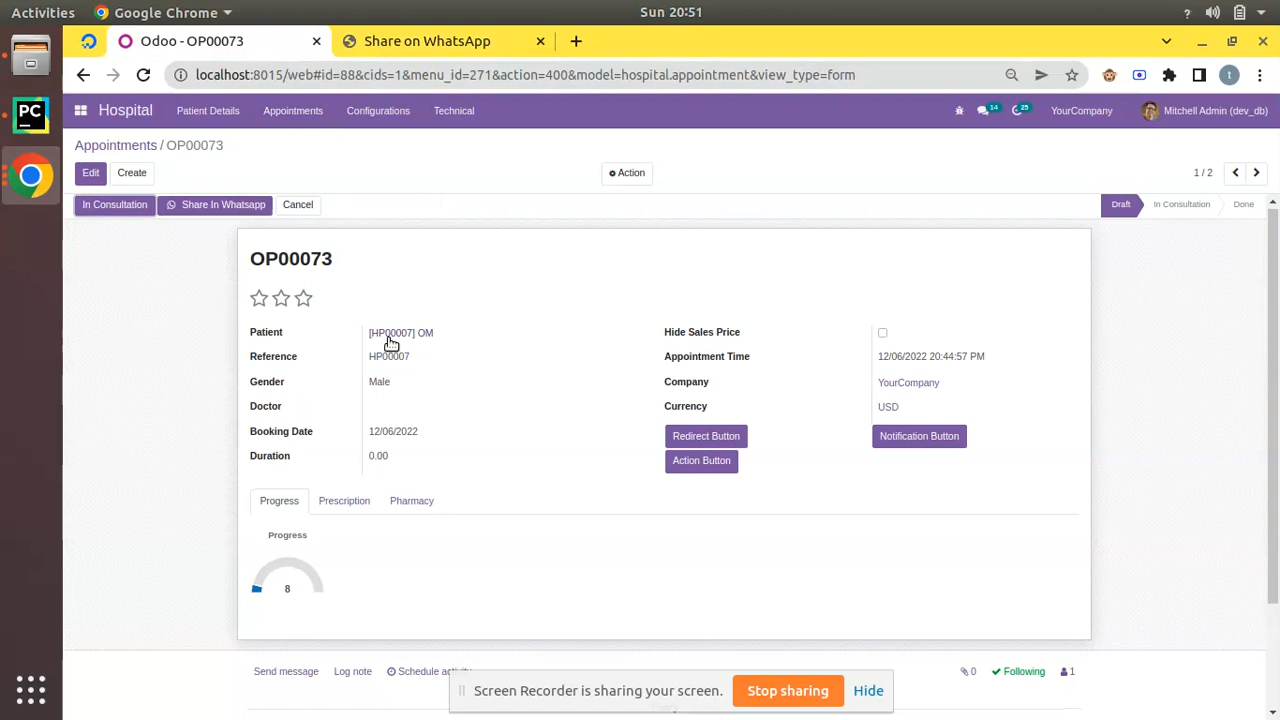 Activities Google Chrome Sun 20:51 ?
Odoo - OP00073 Share on WhatsApp
localhost:8015/web#id=88&cids=1&menu_id=271&action=400&model=hospital.appointment&view_type=form t
PC
Hospital Patient Details Appointments Configurations Technical 14 25 YourCompany Mitchell Admin (dev_db)
Appointments / OP00073
Edit Create Action 1 / 2
In Consultation Share In Whatsapp Cancel Draft In Consultation Done
OP00073
Patient [HP00007] OM Hide Sales Price
Reference HP00007 Appointment Time 12/06/2022 20:44:57 PM
Gender Male Company YourCompany
Doctor Currency USD
Booking Date 12/06/2022 Redirect Button Notification Button
Duration 0.00 Action Button
Progress Prescription Pharmacy
Progress
8
Send message Log note Schedule activity 0 Following 1
Screen Recorder is sharing your screen. Stop sharing Hide